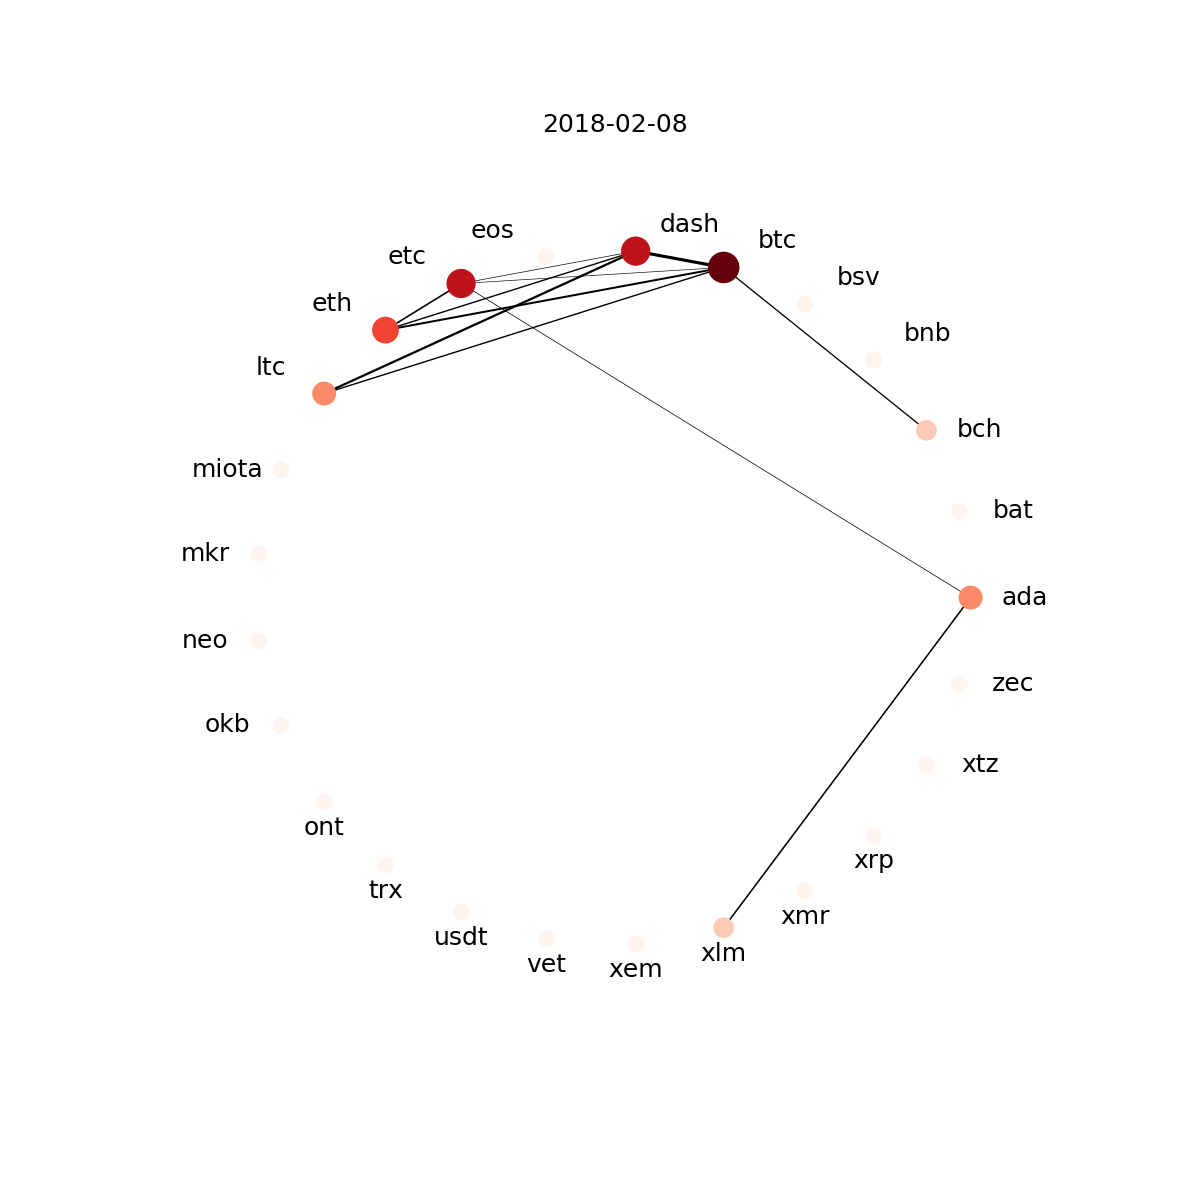 2018-02-08
dash
eos
btc
etc
bsv
eth
bnb
ltc
bch
miota
bat
mkr
ada
neo
zec
okb
xtz
ont
xrp
trx
xmr
usdt
xlm
vet
xem